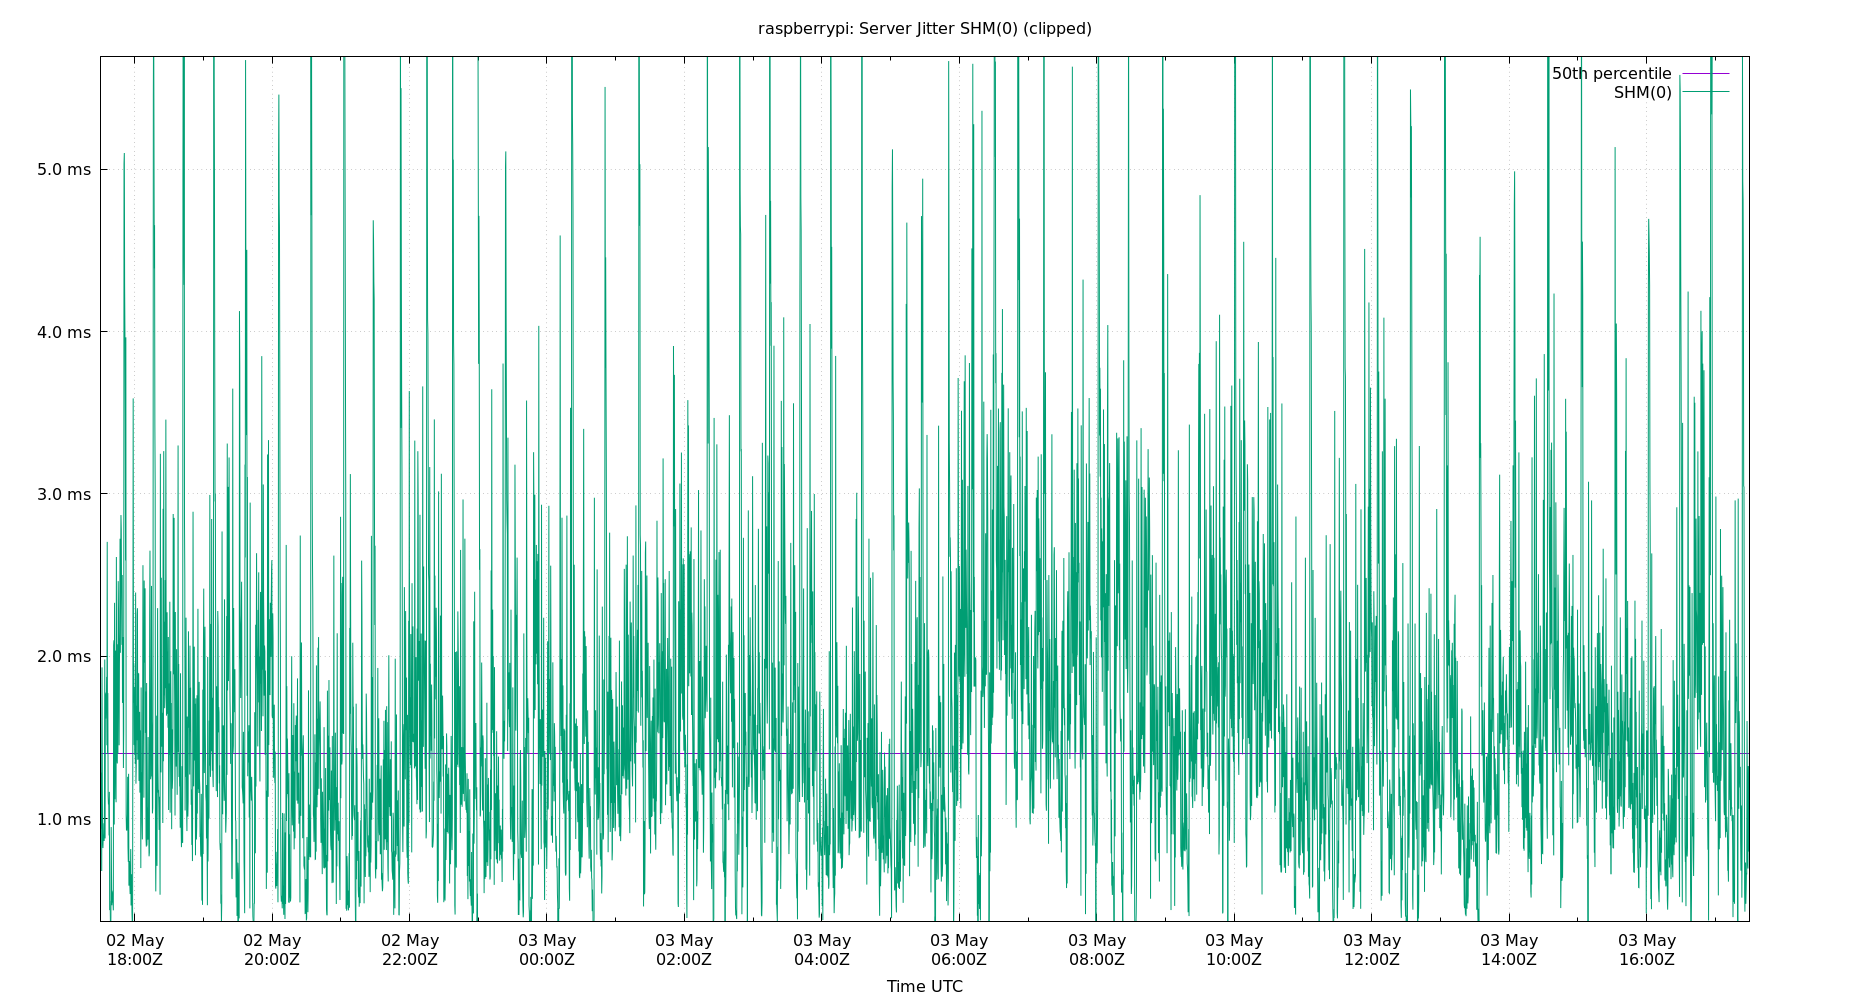 raspberrypi: Server Jitter SHM(0) (clipped)
50th percentile
SHM(0)
5.0 ms
4.0 ms
3.0 ms
2.0 ms
1.0 ms
02 May 02 May 02 May 03 May 03 May 03 May 03 May 03 May 03 May 03 May 03 May 03 May
18:00Z 20:00Z 22:00Z 00:00Z 02:00Z 04:00Z 06:00Z 08:00Z 10:00Z 12:00Z 14:00Z 16:00Z
Time UTC